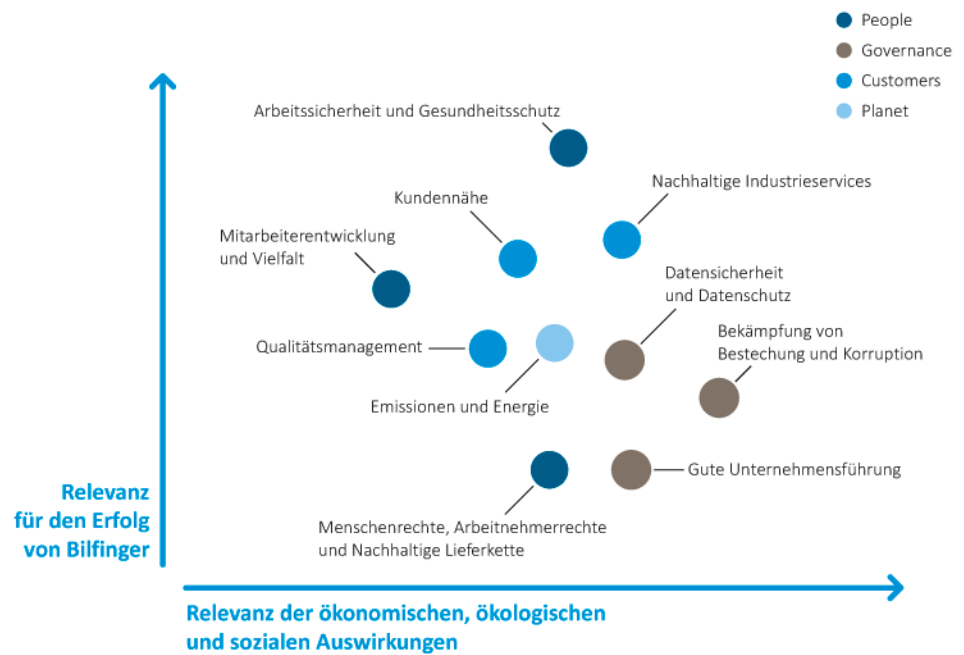 People
Governance
Customers
Planet
Arbeitssicherheit und Gesundheitsschutz
Nachhaltige Industrieservices
Kundennähe
Mitarbeiterentwicklung
und Vielfalt
Datensicherheit
und Datenschutz
Bekämpfung von
Bestechung und Korruption
Qualitätsmanagement
Emissionen und Energie
Gute Unternehmensführung
Menschenrechte, Arbeitnehmerrechte
und Nachhaltige Lieferkette
Relevanz
für den Erfolg
von Bilfinger
Relevanz der ökonomischen, ökologischen
und sozialen Auswirkungen